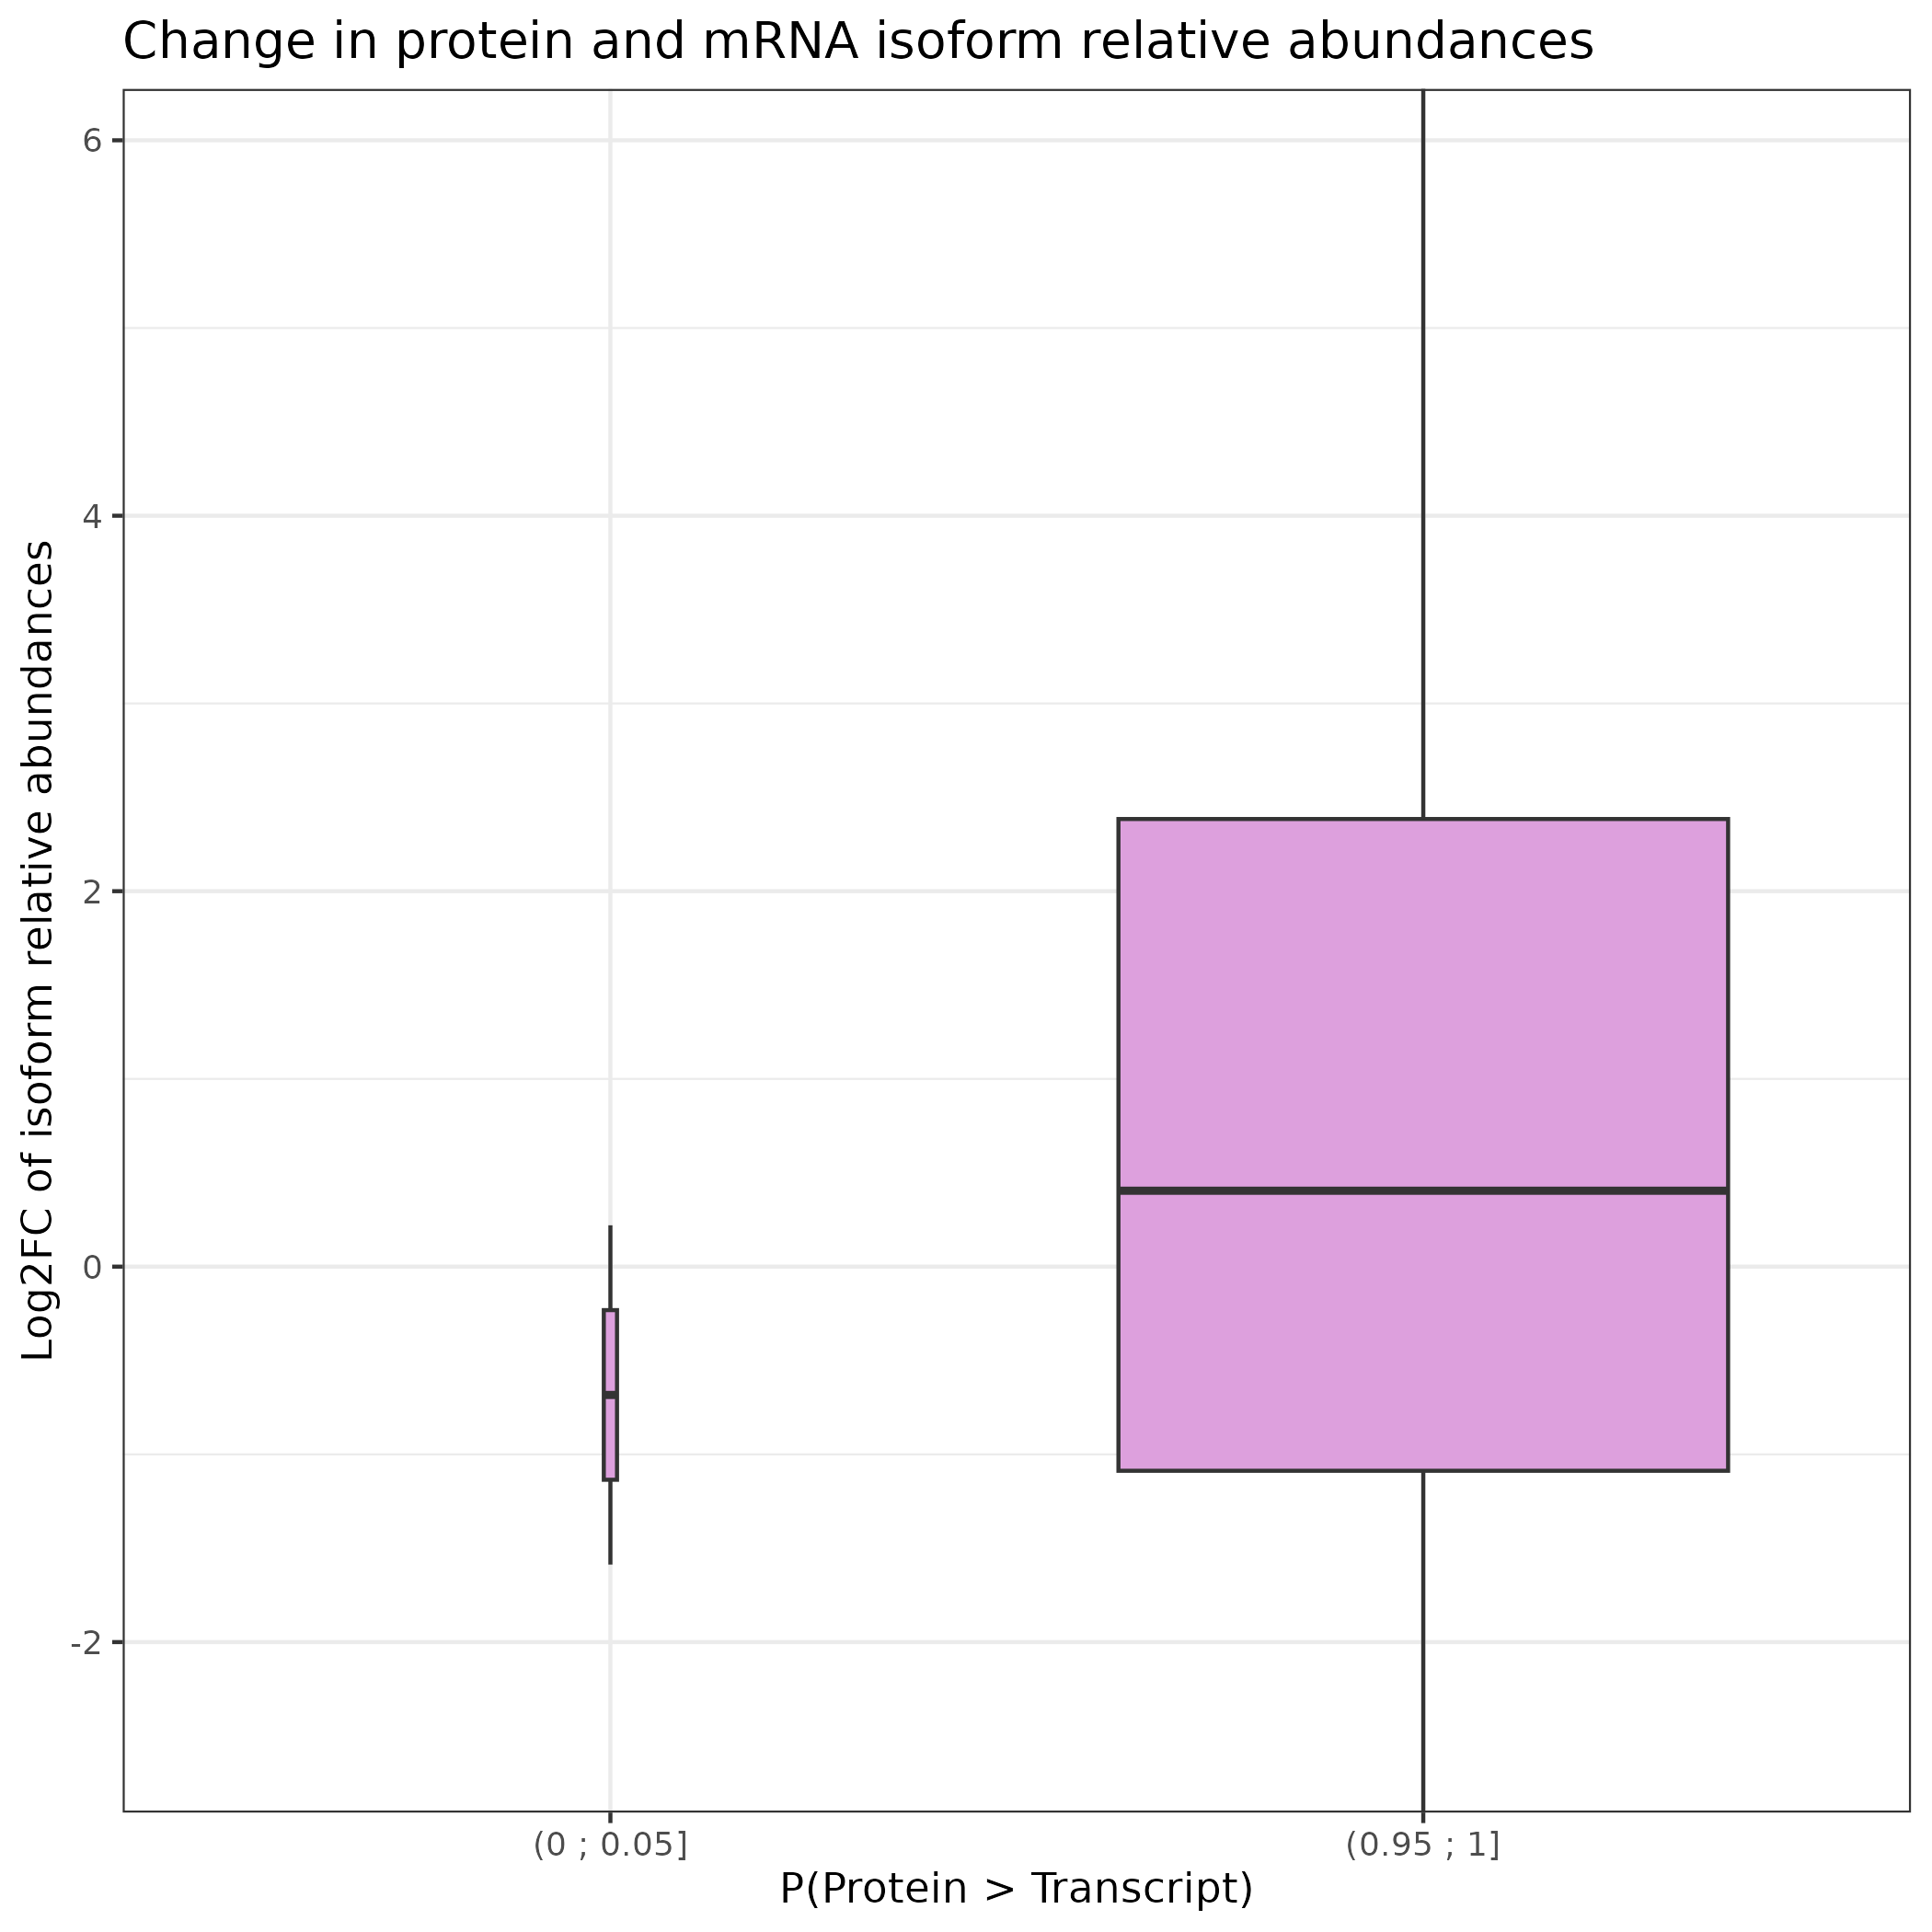 Change in protein and mRNA isoform relative abundances
Log2FC of isoform relative abundances
6
4
2
0
-2
(0 ; 0.05]
(0.95 ; 1]
P(Protein > Transcript)